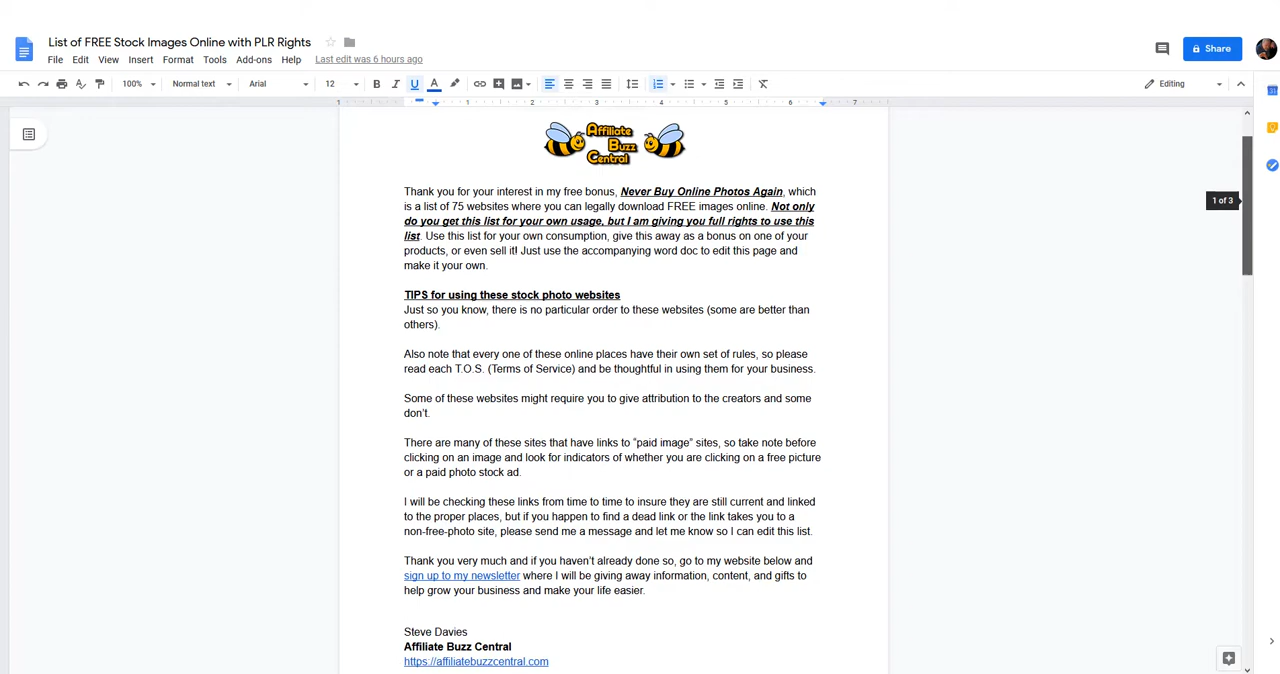 List of FREE Stock Images Online with PLR Rights
File Edit View Insert Format Tools Add-ons Help Last edit was 6 hours ago
Share
100% Normal text Arial 12 B I U A Editing
1 1 2 3 4 5 6 7
Affiliate
Buzz
Central
Thank you for your interest in my free bonus, Never Buy Online Photos Again, which
is a list of 75 websites where you can legally download FREE images online. Not only
do you get this list for your own usage, but I am giving you full rights to use this
list. Use this list for your own consumption, give this away as a bonus on one of your
products, or even sell it! Just use the accompanying word doc to edit this page and
make it your own.
1 of 3
TIPS for using these stock photo websites
Just so you know, there is no particular order to these websites (some are better than
others).
Also note that every one of these online places have their own set of rules, so please
read each T.O.S. (Terms of Service) and be thoughtful in using them for your business.
Some of these websites might require you to give attribution to the creators and some
don’t.
There are many of these sites that have links to “paid image” sites, so take note before
clicking on an image and look for indicators of whether you are clicking on a free picture
or a paid photo stock ad.
I will be checking these links from time to time to insure they are still current and linked
to the proper places, but if you happen to find a dead link or the link takes you to a
non-free-photo site, please send me a message and let me know so I can edit this list.
Thank you very much and if you haven’t already done so, go to my website below and
sign up to my newsletter where I will be giving away information, content, and gifts to
help grow your business and make your life easier.
Steve Davies
Affiliate Buzz Central
https://affiliatebuzzcentral.com